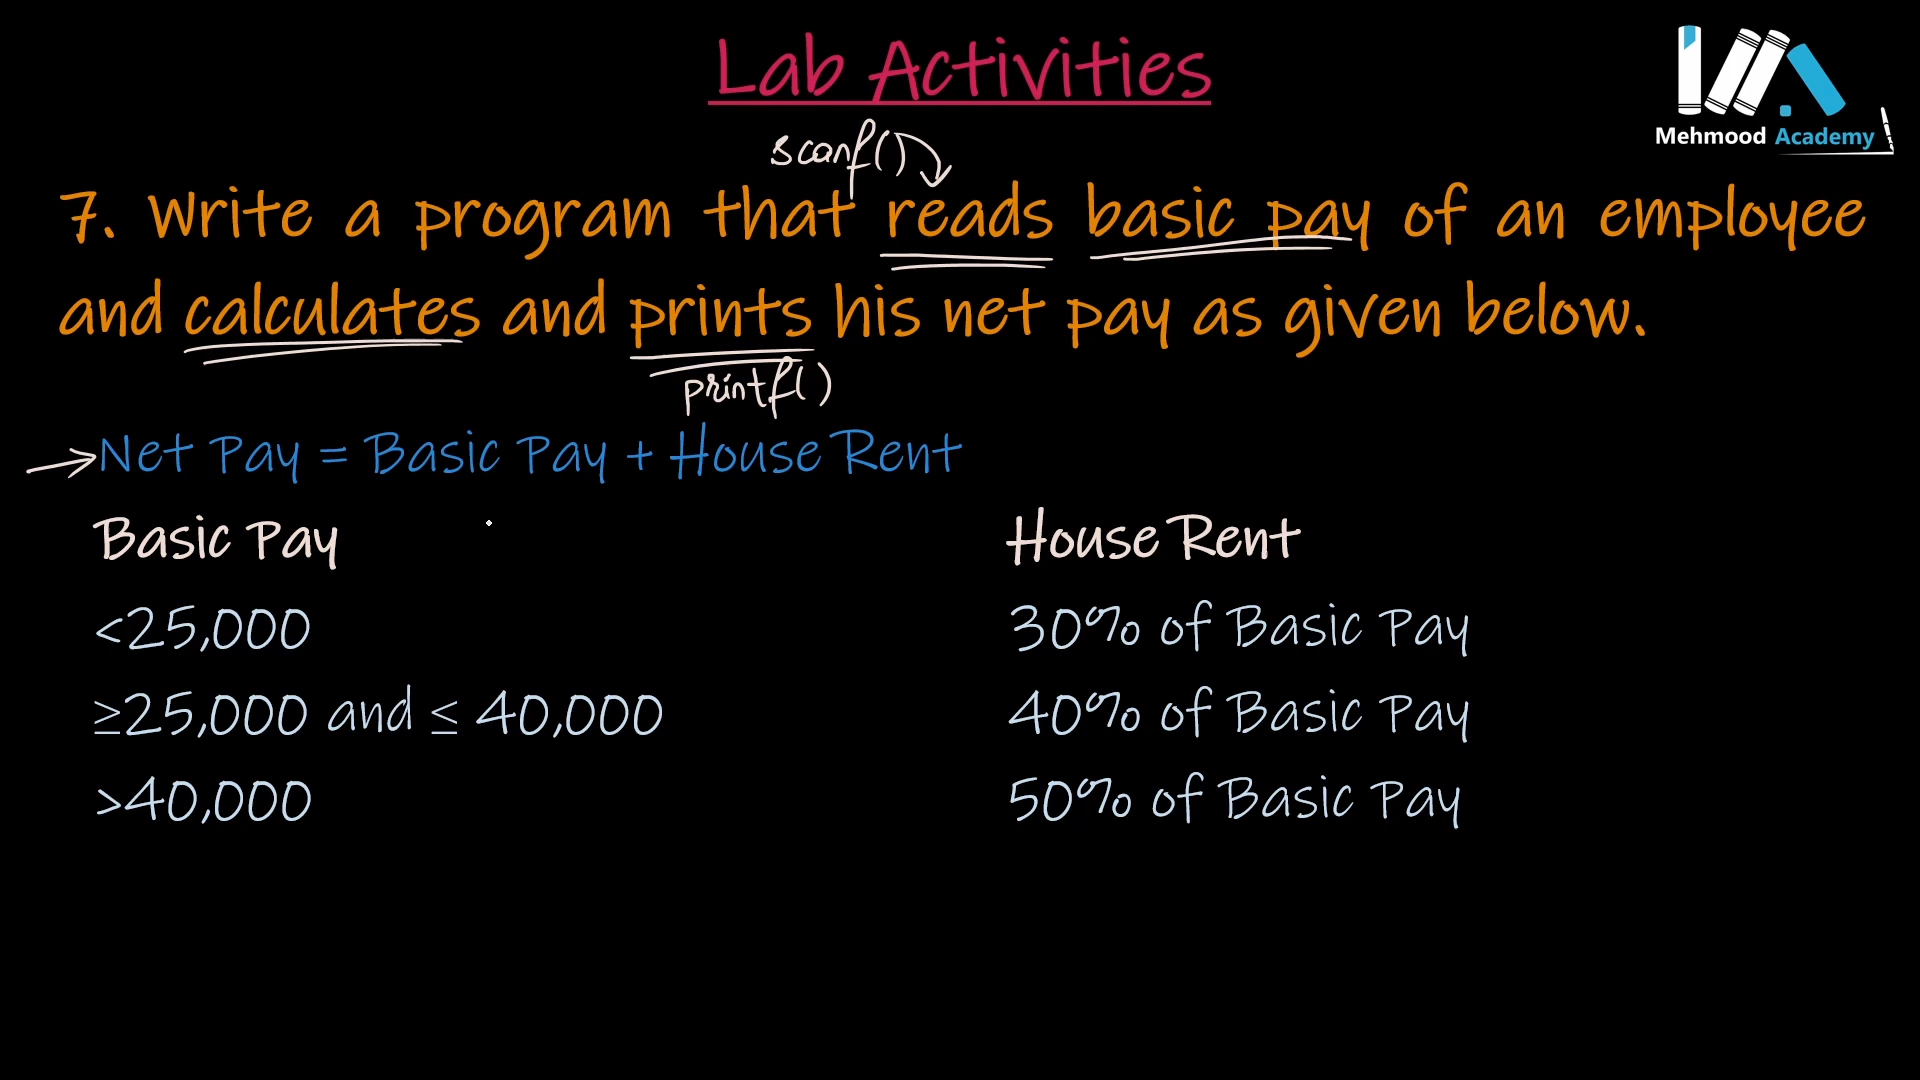 Lab Activities
Mehmood Academy
scanf()
7. Write a program that reads basic pay of an employee
and calculates and prints his net pay as given below.
printf()
Net Pay = Basic Pay + House Rent
Basic Pay House Rent
<25,000 30% of Basic Pay
≥25,000 and ≤ 40,000 40% of Basic Pay
>40,000 50% of Basic Pay